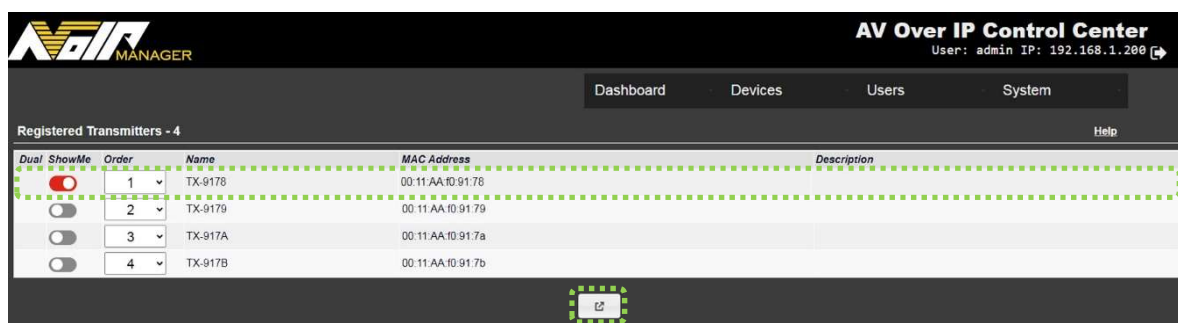 AVoIP MANAGER
AV Over IP Control Center
User: admin IP: 192.168.1.200
Dashboard Devices Users System
Registered Transmitters - 4 Help
Dual ShowMe Order Name MAC Address Description
1 TX-9178 00:11:AA:f0:91:78
2 TX-9179 00:11:AA:f0:91:79
3 TX-917A 00:11:AA:f0:91:7a
4 TX-917B 00:11:AA:f0:91:7b